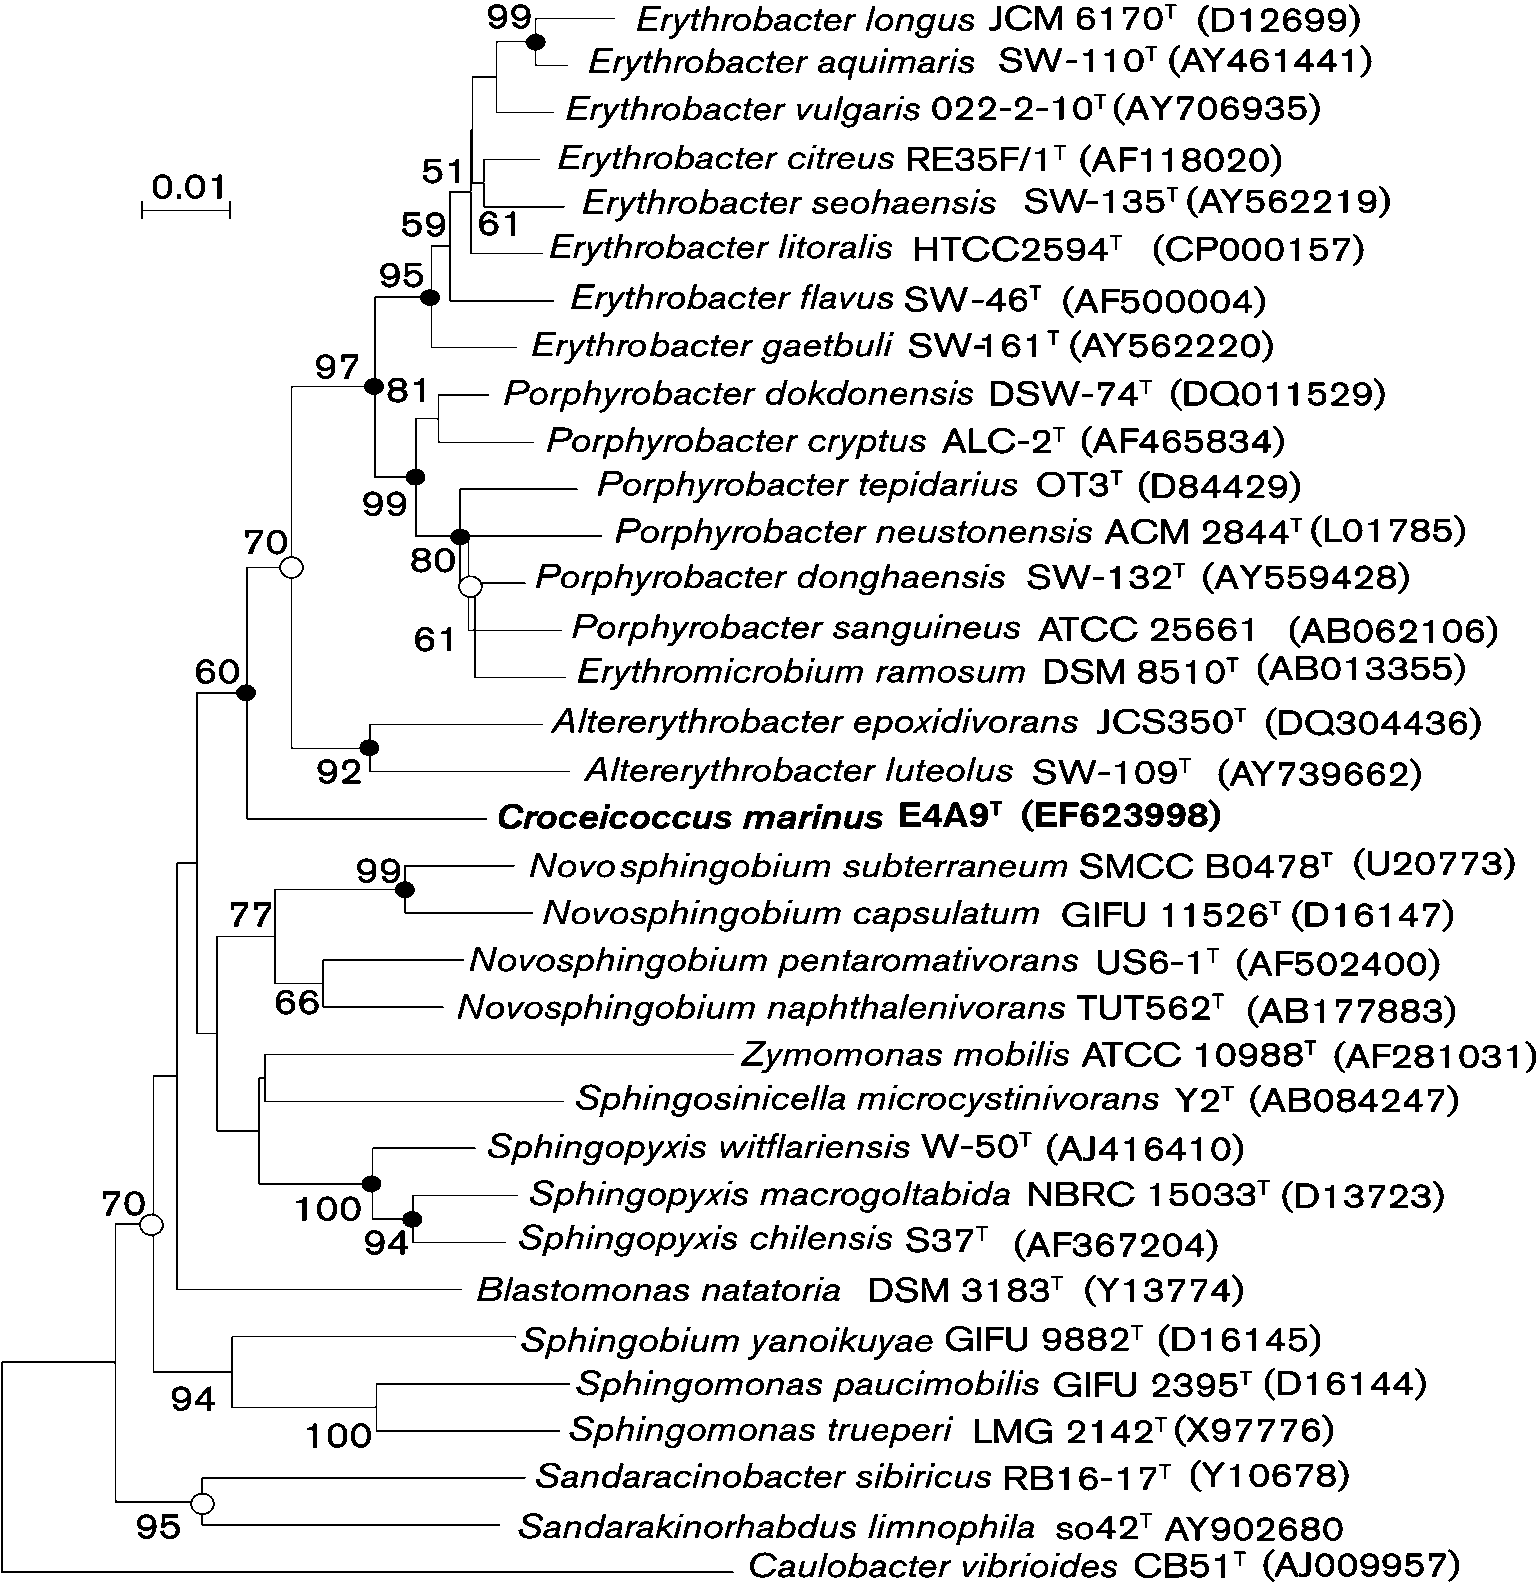 99
Erythrobacter longus JCM 6170ᵀ (D12699)
Erythrobacter aquimaris SW-110ᵀ (AY461441)
Erythrobacter vulgaris 022-2-10ᵀ (AY706935)
Erythrobacter citreus RE35F/1ᵀ (AF118020)
51
0.01
Erythrobacter seohaensis SW-135ᵀ (AY562219)
59
61
Erythrobacter litoralis HTCC2594ᵀ (CP000157)
95
Erythrobacter flavus SW-46ᵀ (AF500004)
Erythrobacter gaetbuli SW-161ᵀ (AY562220)
97
81
Porphyrobacter dokdonensis DSW-74ᵀ (DQ011529)
Porphyrobacter cryptus ALC-2ᵀ (AF465834)
Porphyrobacter tepidarius OT3ᵀ (D84429)
99
Porphyrobacter neustonensis ACM 2844ᵀ (L01785)
70
80
Porphyrobacter donghaensis SW-132ᵀ (AY559428)
Porphyrobacter sanguineus ATCC 25661 (AB062106)
61
Erythromicrobium ramosum DSM 8510ᵀ (AB013355)
60
Altererythrobacter epoxidivorans JCS350ᵀ (DQ304436)
92
Altererythrobacter luteolus SW-109ᵀ (AY739662)
Croceicoccus marinus E4A9ᵀ (EF623998)
Novosphingobium subterraneum SMCC B0478ᵀ (U20773)
99
77
Novosphingobium capsulatum GIFU 11526ᵀ (D16147)
Novosphingobium pentaromativorans US6-1ᵀ (AF502400)
66
Novosphingobium naphthalenivorans TUT562ᵀ (AB177883)
Zymomonas mobilis ATCC 10988ᵀ (AF281031)
Sphingosinicella microcystinivorans Y2ᵀ (AB084247)
Sphingopyxis witflariensis W-50ᵀ (AJ416410)
Sphingopyxis macrogoltabida NBRC 15033ᵀ (D13723)
70
100
94
Sphingopyxis chilensis S37ᵀ (AF367204)
Blastomonas natatoria DSM 3183ᵀ (Y13774)
Sphingobium yanoikuyae GIFU 9882ᵀ (D16145)
94
Sphingomonas paucimobilis GIFU 2395ᵀ (D16144)
100
Sphingomonas trueperi LMG 2142ᵀ (X97776)
Sandaracinobacter sibiricus RB16-17ᵀ (Y10678)
95
Sandarakinorhabdus limnophila so42ᵀ AY902680
Caulobacter vibrioides CB51ᵀ (AJ009957)